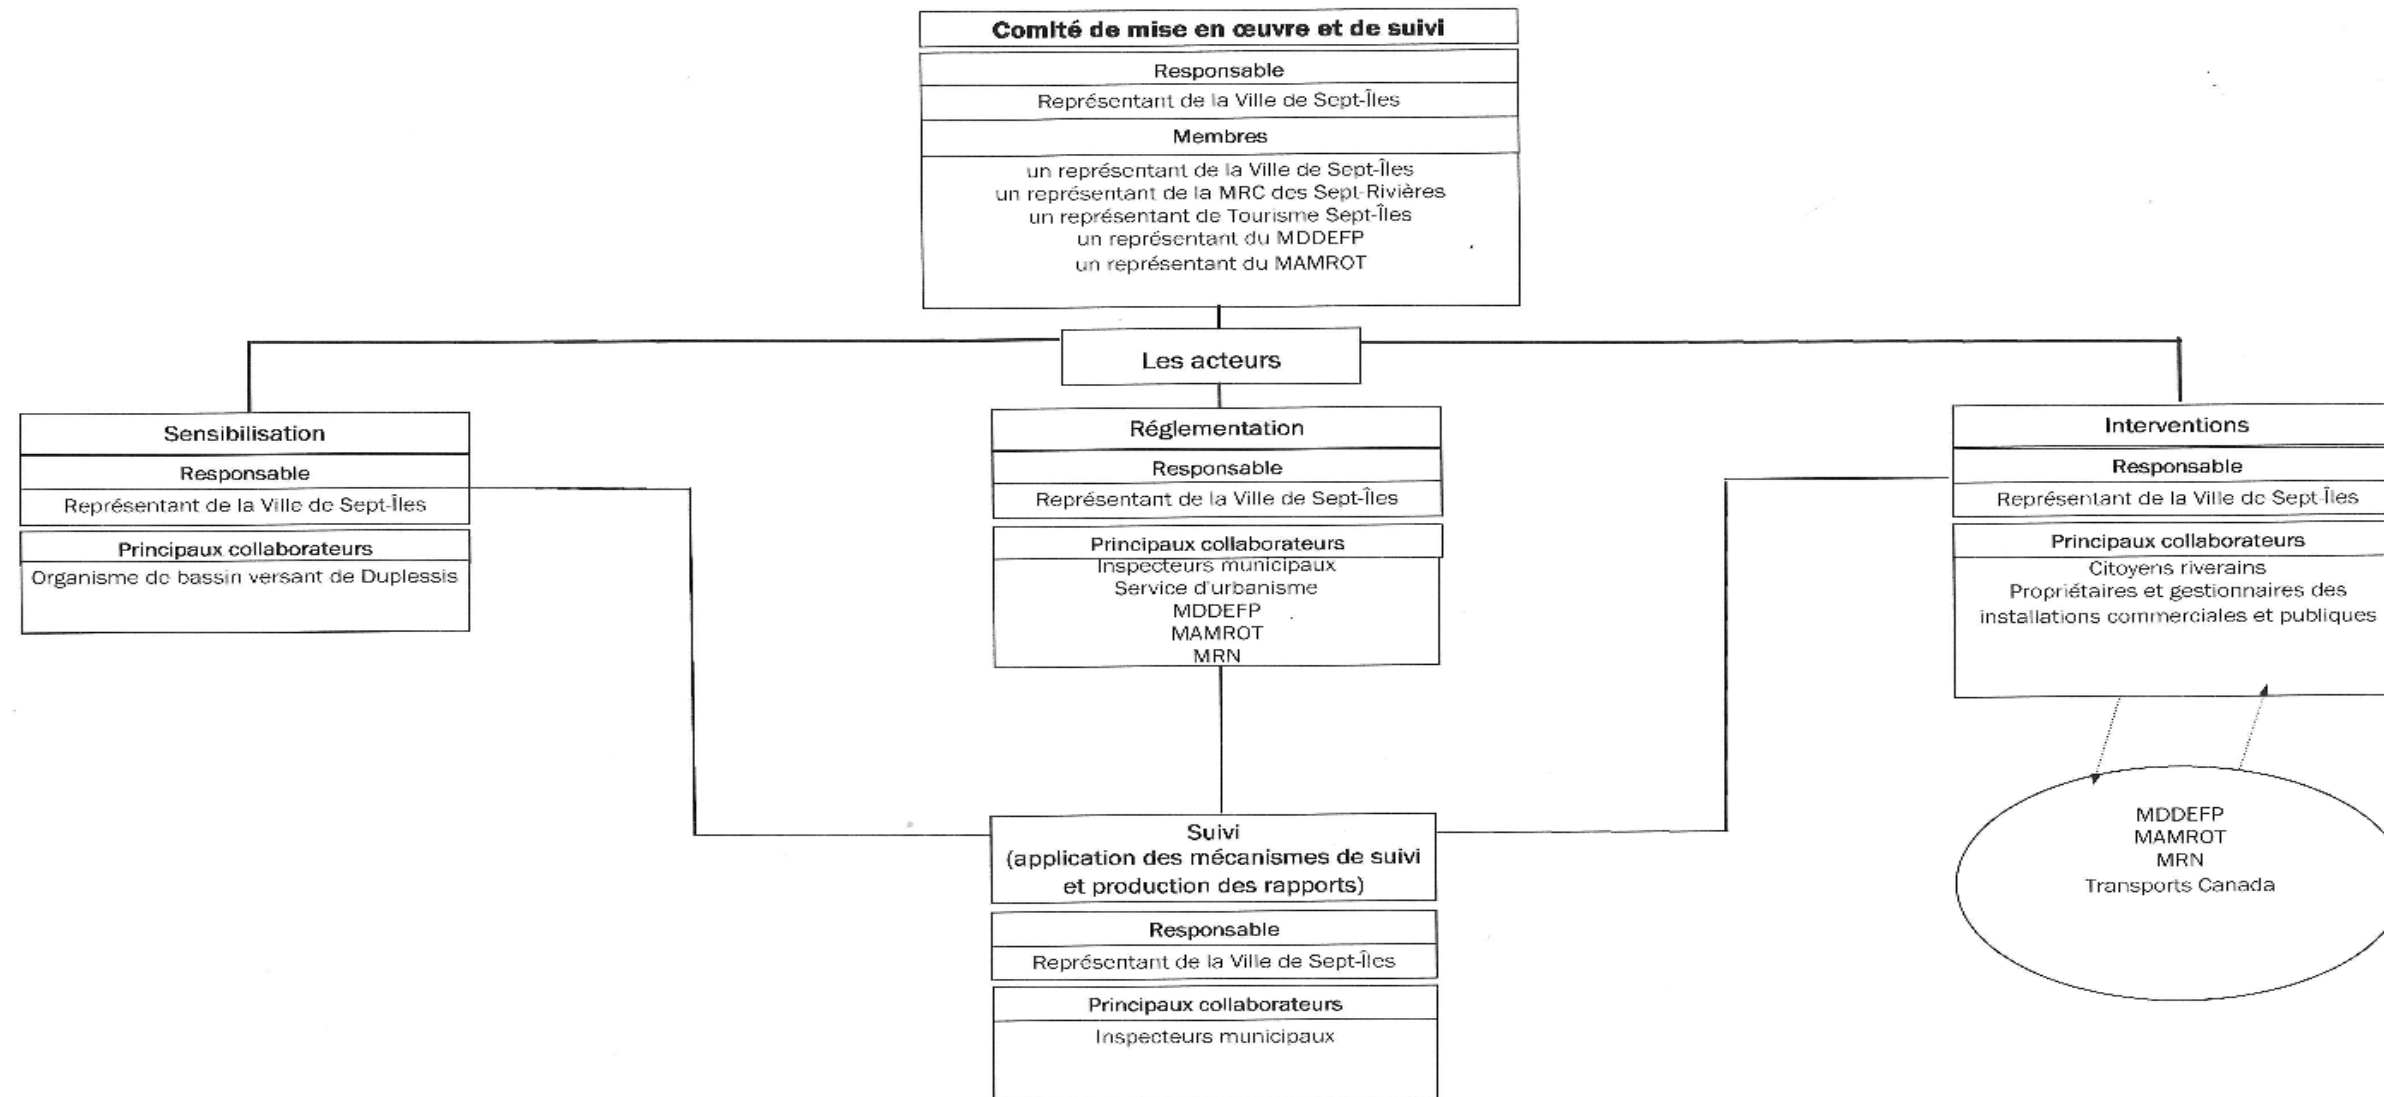 Comité de mise en œuvre et de suivi
Responsable
Représentant de la Ville de Sept-Îles
Membres
un représentant de la Ville de Sept-Îles
un représentant de la MRC des Sept-Rivières
un représentant de Tourisme Sept-Îles
un représentant du MDDEFP
un représentant du MAMROT
Les acteurs
Sensibilisation
Responsable
Représentant de la Ville de Sept-Îles
Principaux collaborateurs
Organisme de bassin versant de Duplessis
Réglementation
Responsable
Représentant de la Ville de Sept-Îles
Principaux collaborateurs
Inspecteurs municipaux
Service d'urbanisme
MDDEFP
MAMROT
MRN
Interventions
Responsable
Représentant de la Ville de Sept-Îles
Principaux collaborateurs
Citoyens riverains
Propriétaires et gestionnaires des
installations commerciales et publiques
MDDEFP
MAMROT
MRN
Transports Canada
Suivi
(application des mécanismes de suivi
et production des rapports)
Responsable
Représentant de la Ville de Sept-Îles
Principaux collaborateurs
Inspecteurs municipaux